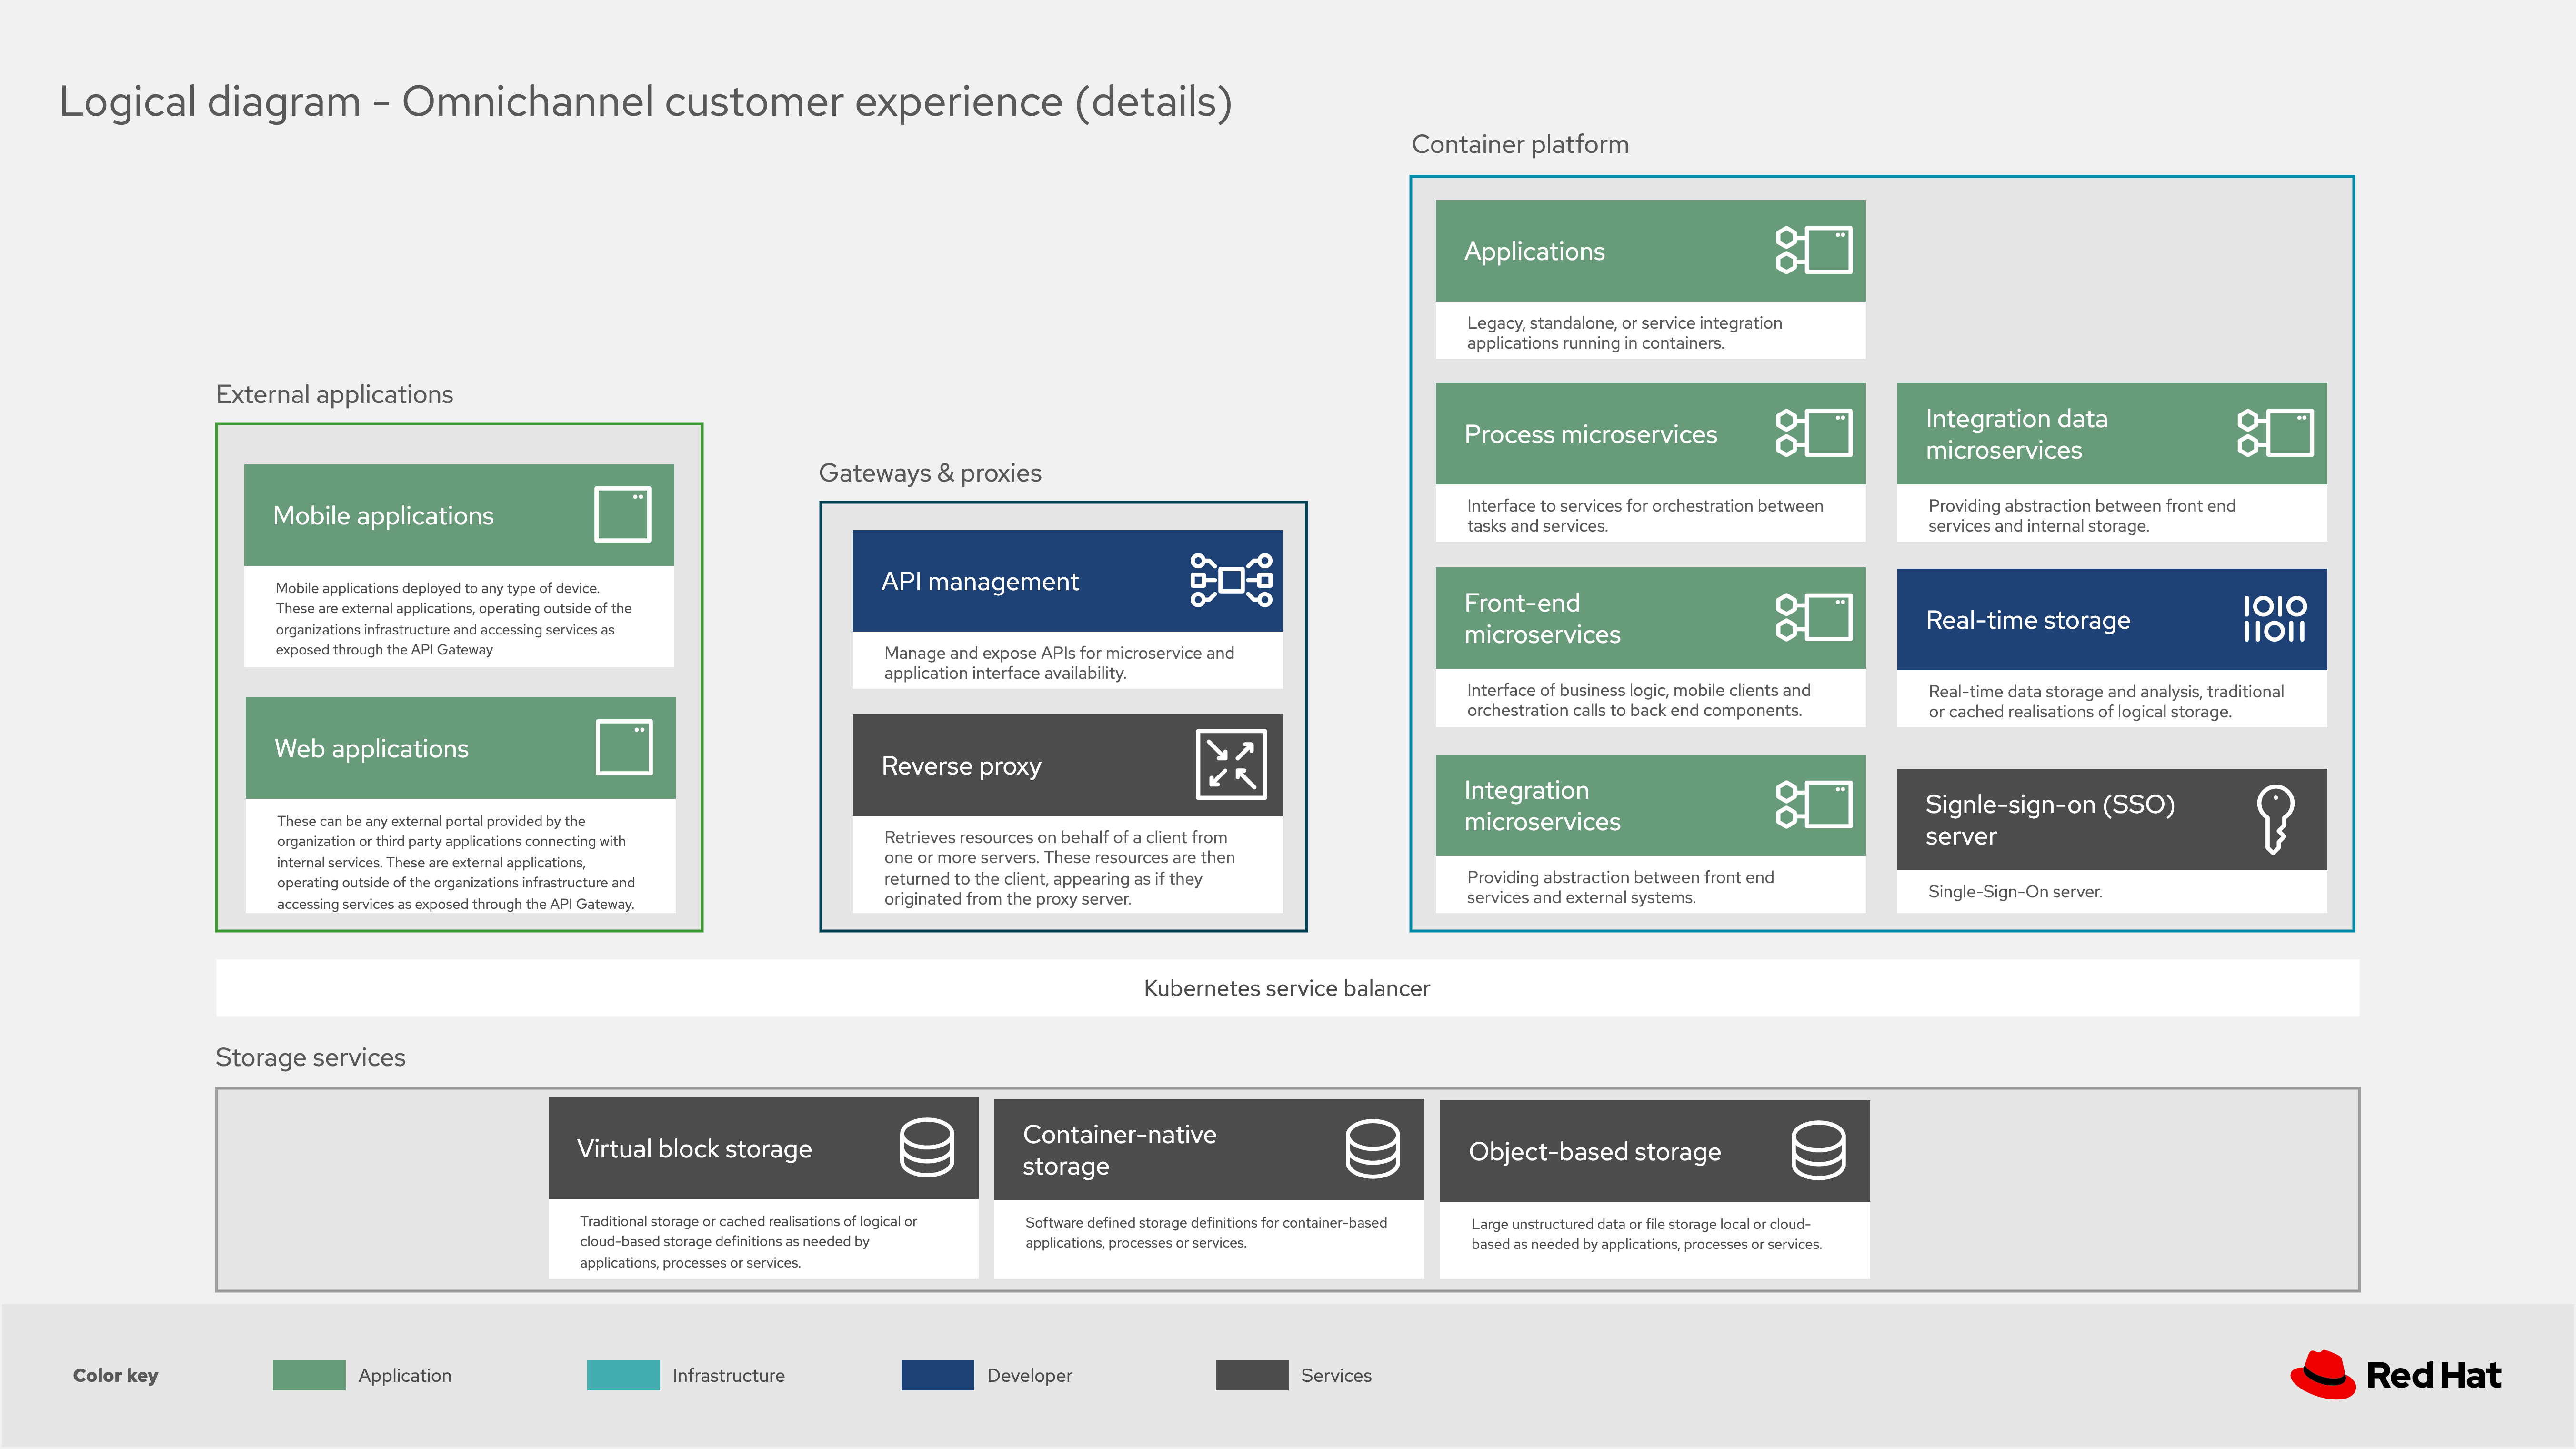 Logical diagram - Omnichannel customer experience (details)
External applications
Mobile applications
Mobile applications deployed to any type of device.
These are external applications, operating outside of the
organizations infrastructure and accessing services as
exposed through the API Gateway
Web applications
These can be any external portal provided by the
organization or third party applications connecting with
internal services. These are external applications,
operating outside of the organizations infrastructure and
accessing services as exposed through the API Gateway.
Gateways & proxies
API management
Manage and expose APIs for microservice and
application interface availability.
Reverse proxy
Retrieves resources on behalf of a client from
one or more servers. These resources are then
returned to the client, appearing as if they
originated from the proxy server.
Container platform
Applications
Legacy, standalone, or service integration
applications running in containers.
Process microservices
Interface to services for orchestration between
tasks and services.
Front-end
microservices
Interface of business logic, mobile clients and
orchestration calls to back end components.
Integration
microservices
Providing abstraction between front end
services and external systems.
Integration data
microservices
Providing abstraction between front end
services and internal storage.
Real-time storage
Real-time data storage and analysis, traditional
or cached realisations of logical storage.
Signle-sign-on (SSO)
server
Single-Sign-On server.
Kubernetes service balancer
Storage services
Virtual block storage
Traditional storage or cached realisations of logical or
cloud-based storage definitions as needed by
applications, processes or services.
Container-native
storage
Software defined storage definitions for container-based
applications, processes or services.
Object-based storage
Large unstructured data or file storage local or cloud-
based as needed by applications, processes or services.
Color key
Application
Infrastructure
Developer
Services
Red Hat